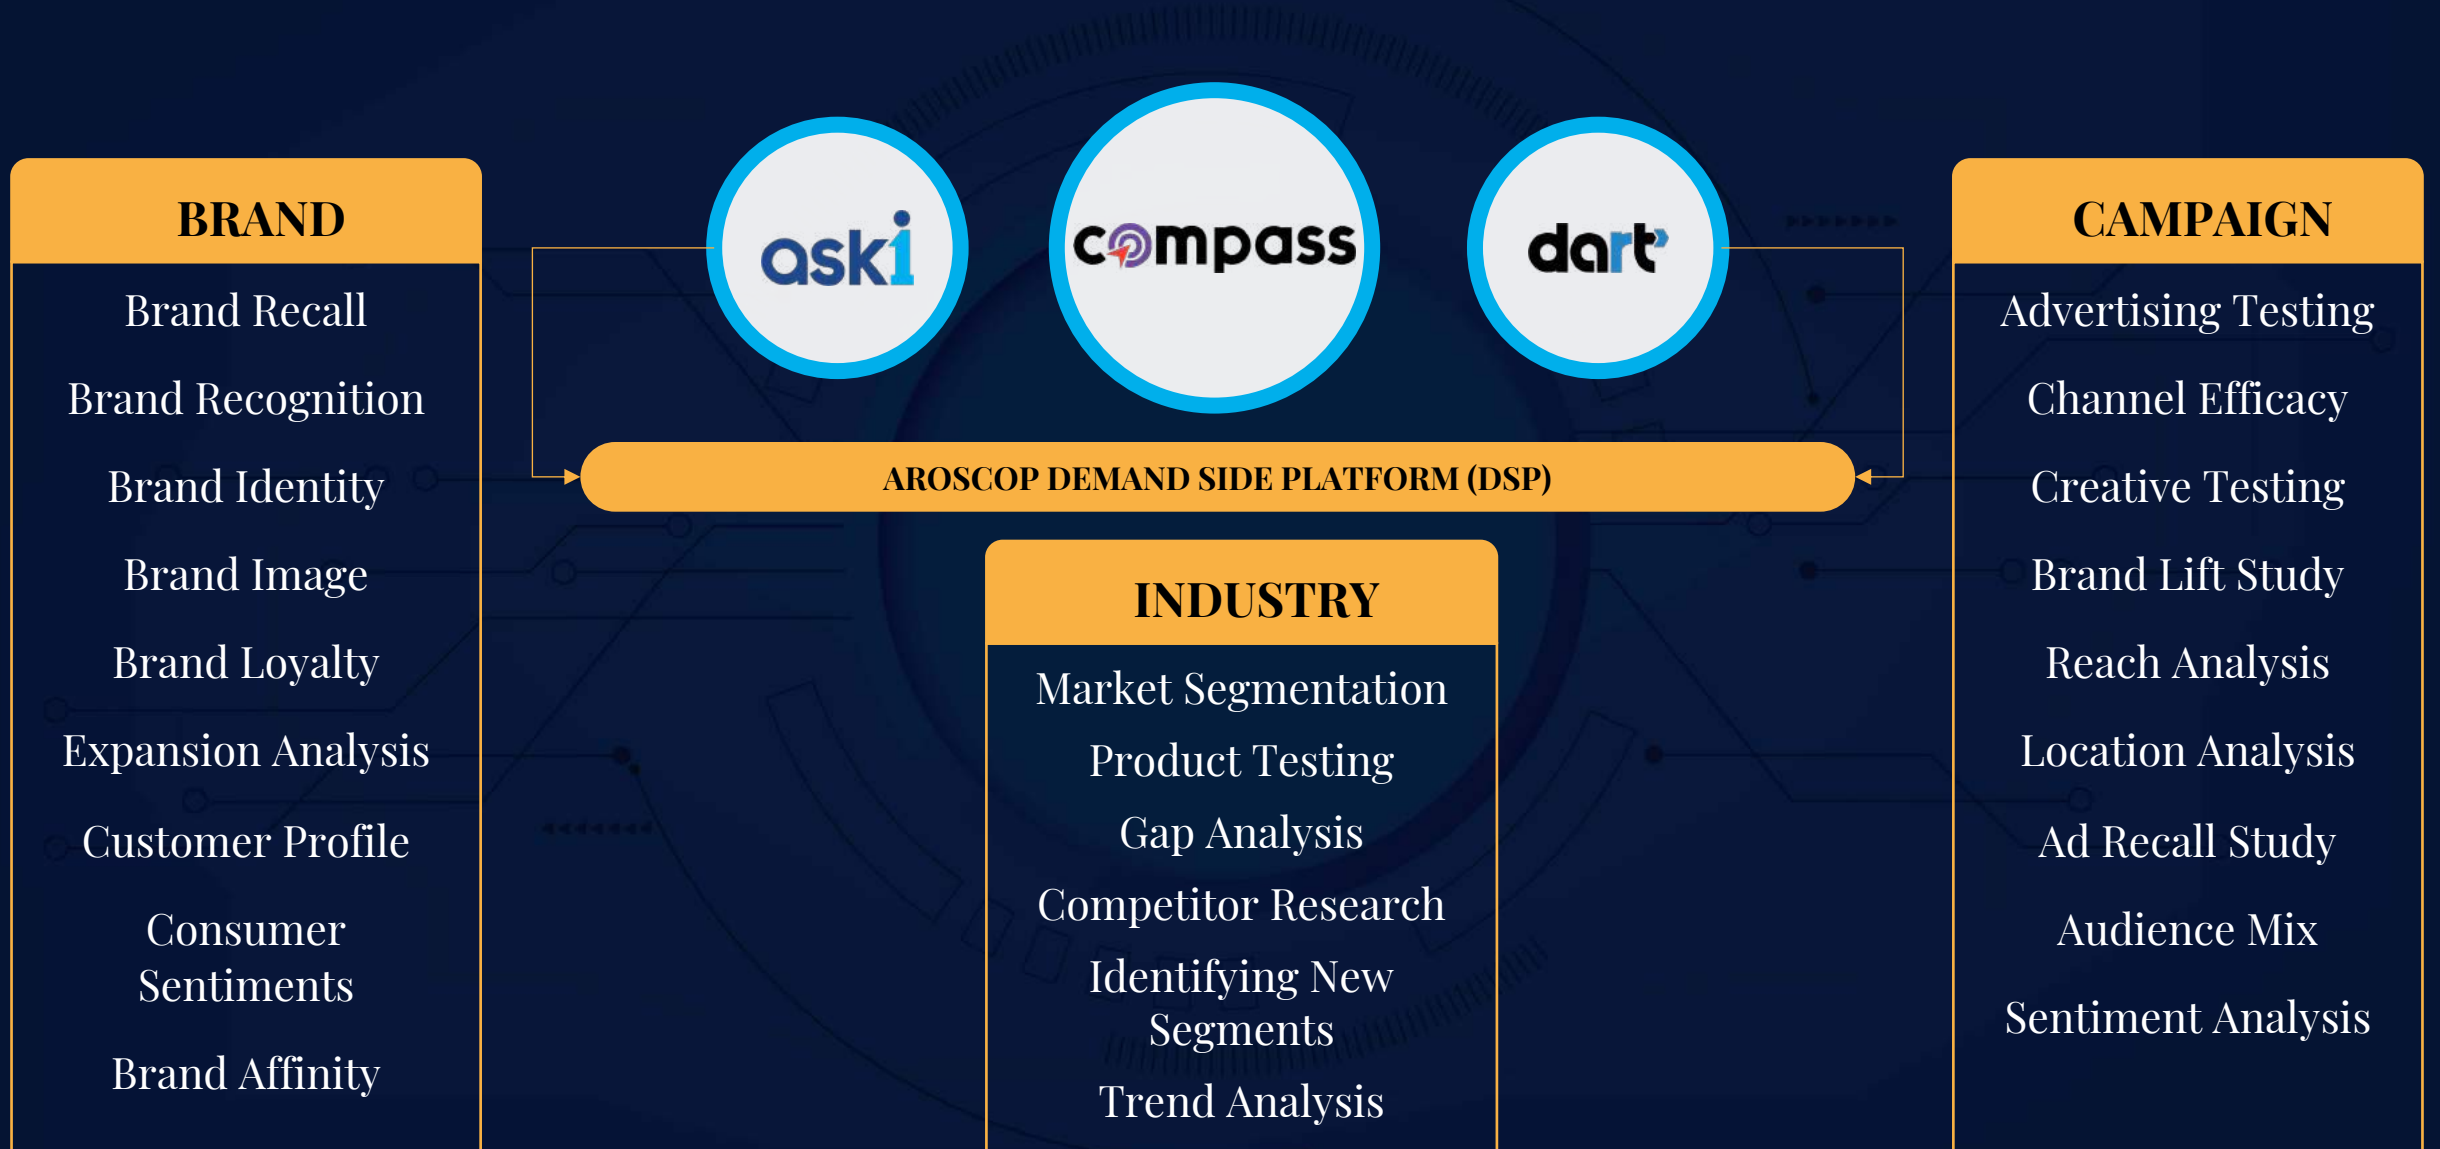 aski
compass
dart
AROSCOP DEMAND SIDE PLATFORM (DSP)
BRAND
Brand Recall
Brand Recognition
Brand Identity
Brand Image
Brand Loyalty
Expansion Analysis
Customer Profile
Consumer
Sentiments
Brand Affinity
INDUSTRY
Market Segmentation
Product Testing
Gap Analysis
Competitor Research
Identifying New
Segments
Trend Analysis
CAMPAIGN
Advertising Testing
Channel Efficacy
Creative Testing
Brand Lift Study
Reach Analysis
Location Analysis
Ad Recall Study
Audience Mix
Sentiment Analysis